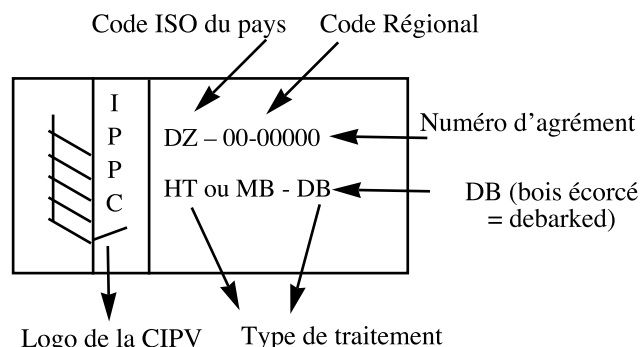 Code ISO du pays
Code Régional
I
P
P
C
DZ – 00-00000
Numéro d'agrément
HT ou MB - DB
DB (bois écorcé
= debarked)
Logo de la CIPV
Type de traitement